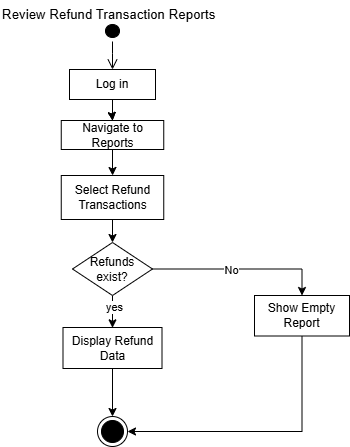 Review Refund Transaction Reports
Log in
Navigate to
Reports
Select Refund
Transactions
Refunds
exist?
No
yes
Show Empty
Report
Display Refund
Data